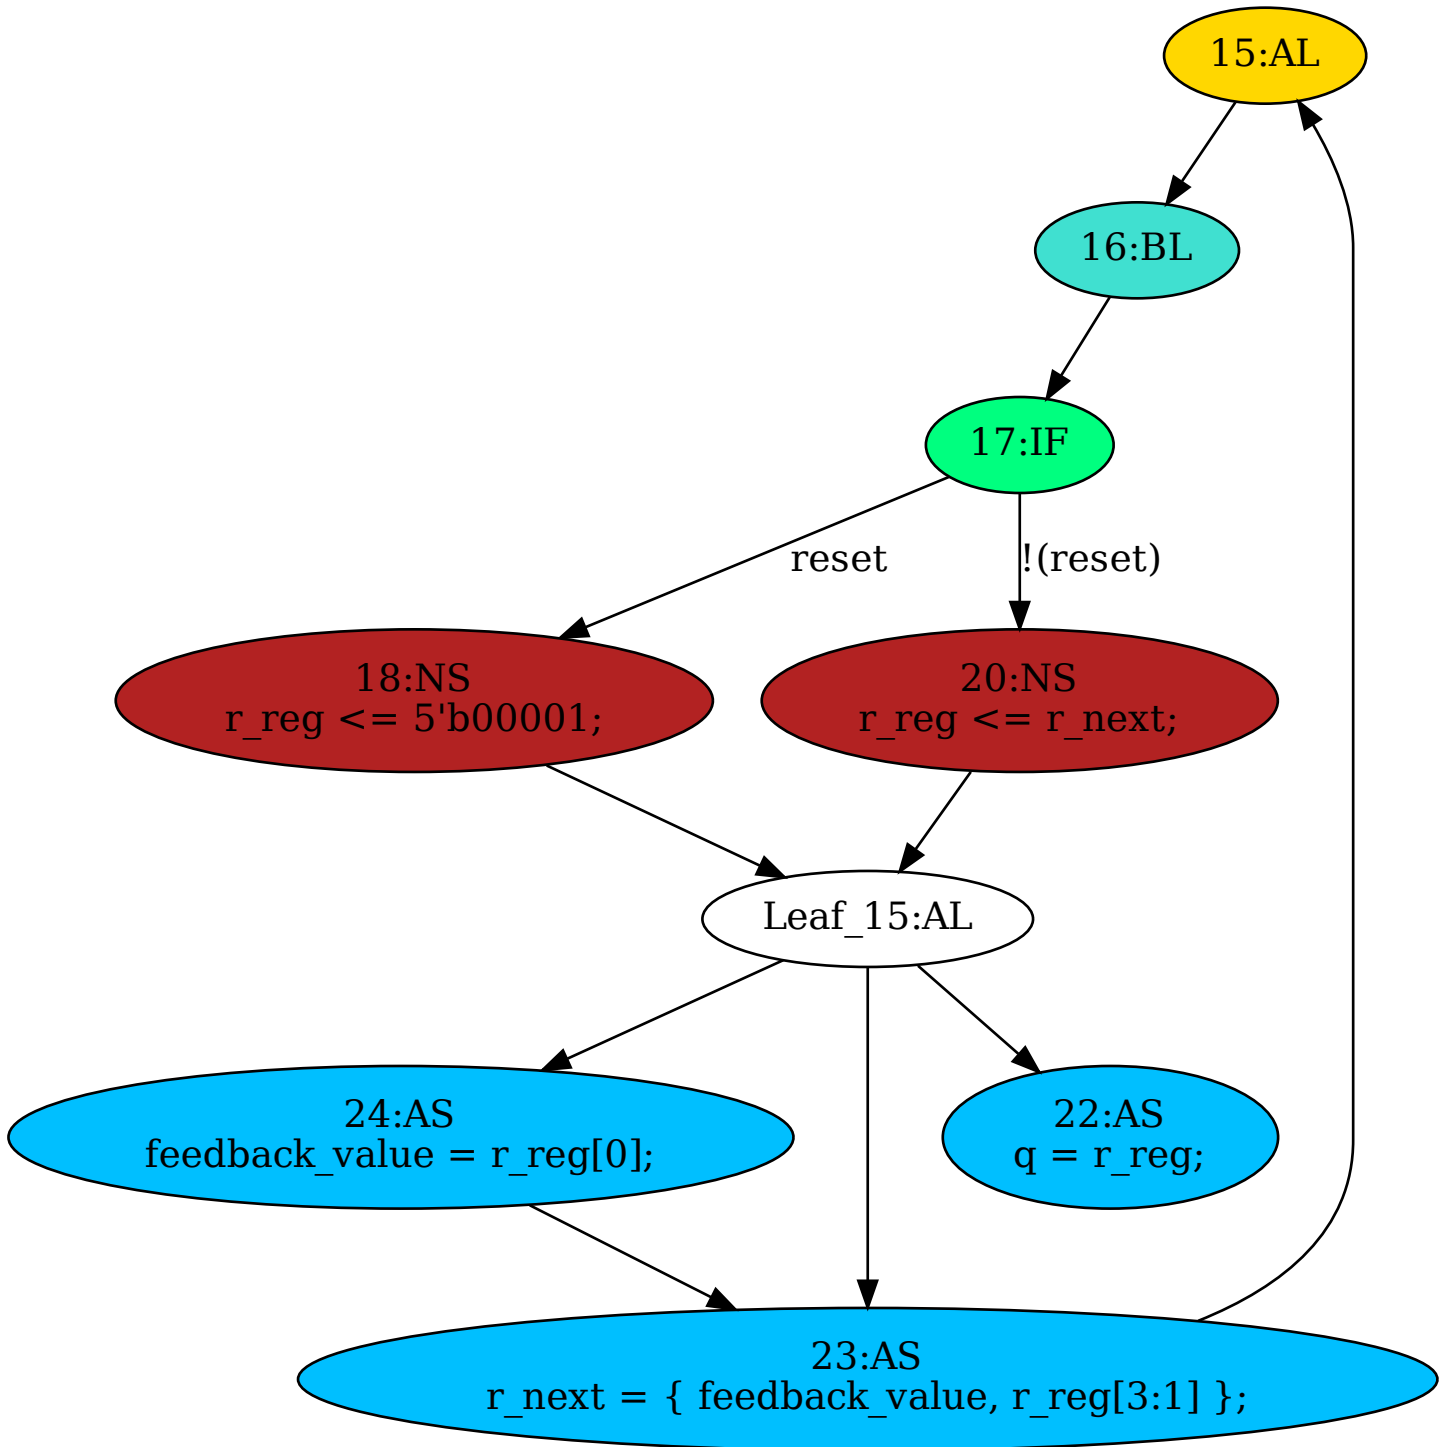 15:AL
16:BL
17:IF
reset
!(reset)
18:NS
r_reg <= 5'b00001;
20:NS
r_reg <= r_next;
Leaf_15:AL
24:AS
feedback_value = r_reg[0];
22:AS
q = r_reg;
23:AS
r_next = { feedback_value, r_reg[3:1] };